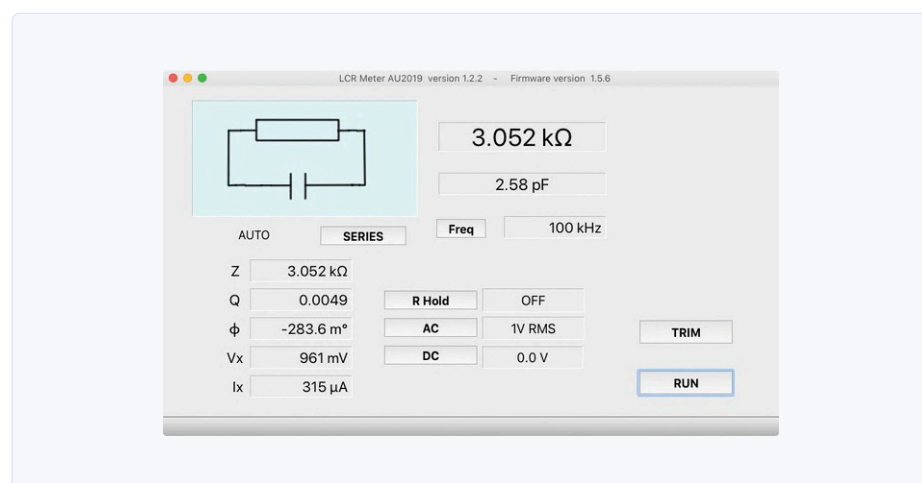 LCR Meter AU2019 version 1.2.2 - Firmware version 1.5.6
3.052 kΩ
2.58 pF
AUTO SERIES Freq 100 kHz
Z 3.052 kΩ
Q 0.0049 R Hold OFF
ϕ -283.6 m° AC 1V RMS TRIM
Vx 961 mV DC 0.0 V
Ix 315 µA RUN